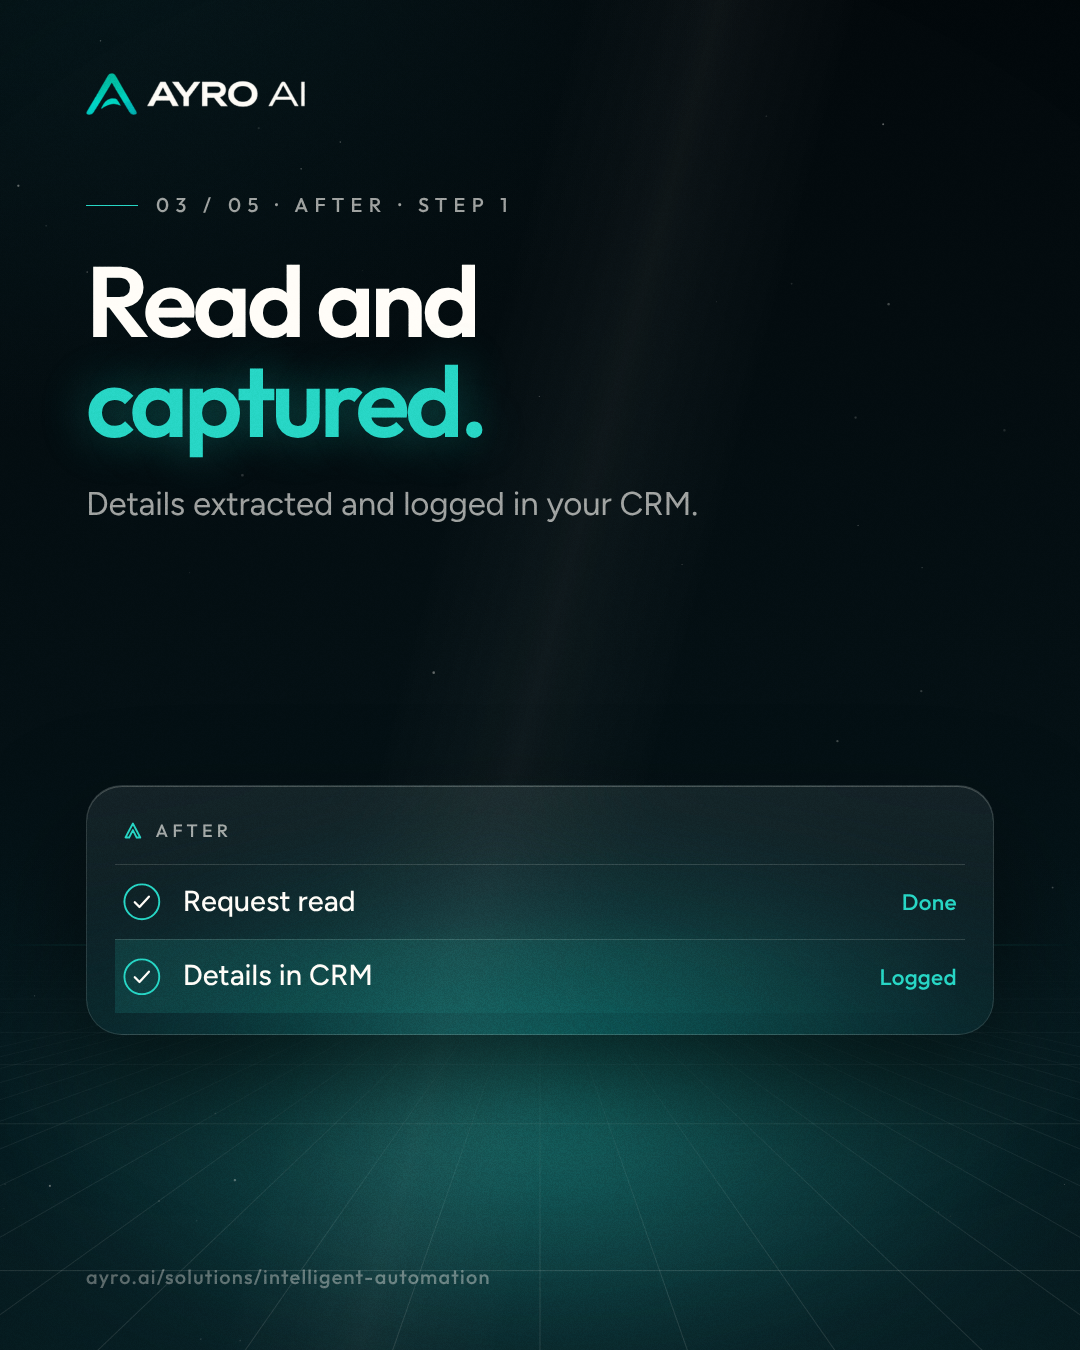 AYRO AI
03 / 05 · AFTER · STEP 1
Read and
captured.
Details extracted and logged in your CRM.
AFTER
Request read
Done
Details in CRM
Logged
ayro.ai/solutions/intelligent-automation